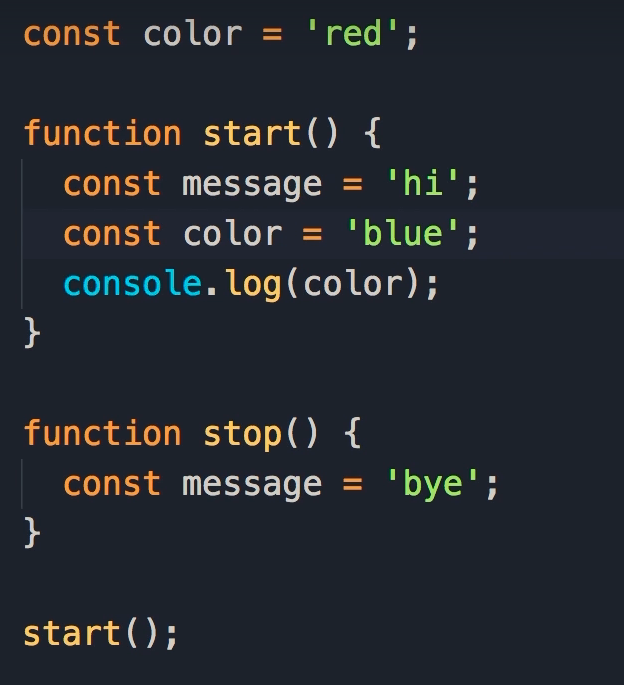 const color = 'red';
function start() {
  const message = 'hi';
  const color = 'blue';
  console.log(color);
}
function stop() {
  const message = 'bye';
}
start();